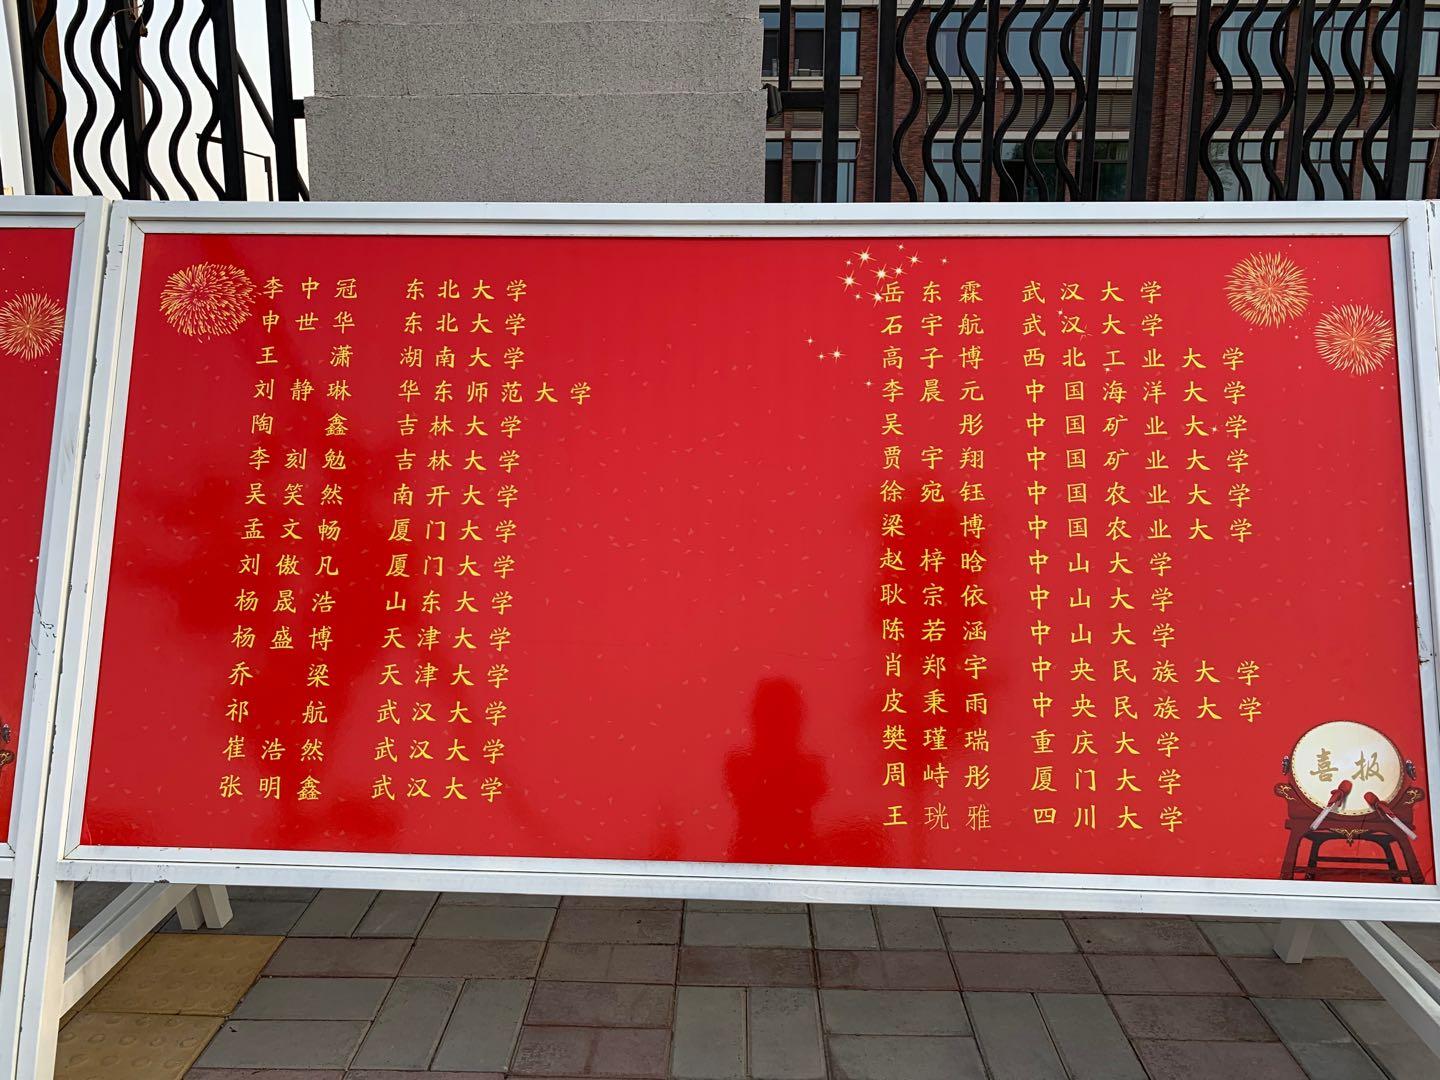 李中冠 东北大学
申世华 东北大学
王潇 湖南大学
刘静琳 华东师范大学
陶鑫 吉林大学
李刻勉 吉林大学
吴笑然 南开大学
孟文畅 厦门大学
刘傲凡 厦门大学
杨晟浩 山东大学
杨盛博 天津大学
乔梁 天津大学
祁航 武汉大学
崔浩然 武汉大学
张明鑫 武汉大学
岳东霖 武汉大学
石宇航 武汉大学
高子博 西北工业大学
李晨元 中国海洋大学
吴彤 中国矿业大学
贾宇翔 中国矿业大学
徐宛钰 中国农业大学
梁博 中国农业大学
赵梓晗 中山大学
耿宗依 中山大学
陈若涵 中山大学
肖郑宇 中央民族大学
皮秉雨 中央民族大学
樊瑾瑞 重庆大学
周峙彤 厦门大学
王珖雅 四川大学
喜报